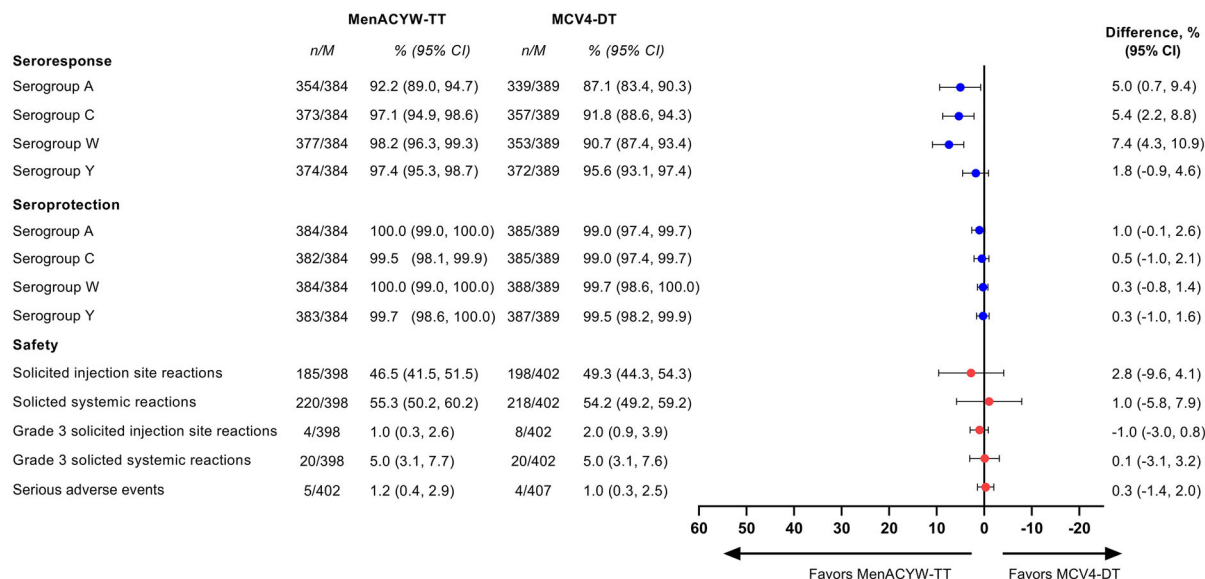 MenACYW-TT MCV4-DT
Difference, % (95% CI)
n/M % (95% CI) n/M % (95% CI)
Seroresponse
Serogroup A 354/384 92.2 (89.0, 94.7) 339/389 87.1 (83.4, 90.3) 5.0 (0.7, 9.4)
Serogroup C 373/384 97.1 (94.9, 98.6) 357/389 91.8 (88.6, 94.3) 5.4 (2.2, 8.8)
Serogroup W 377/384 98.2 (96.3, 99.3) 353/389 90.7 (87.4, 93.4) 7.4 (4.3, 10.9)
Serogroup Y 374/384 97.4 (95.3, 98.7) 372/389 95.6 (93.1, 97.4) 1.8 (-0.9, 4.6)
Seroprotection
Serogroup A 384/384 100.0 (99.0, 100.0) 385/389 99.0 (97.4, 99.7) 1.0 (-0.1, 2.6)
Serogroup C 382/384 99.5 (98.1, 99.9) 385/389 99.0 (97.4, 99.7) 0.5 (-1.0, 2.1)
Serogroup W 384/384 100.0 (99.0, 100.0) 388/389 99.7 (98.6, 100.0) 0.3 (-0.8, 1.4)
Serogroup Y 383/384 99.7 (98.6, 100.0) 387/389 99.5 (98.2, 99.9) 0.3 (-1.0, 1.6)
Safety
Solicited injection site reactions 185/398 46.5 (41.5, 51.5) 198/402 49.3 (44.3, 54.3) 2.8 (-9.6, 4.1)
Solicted systemic reactions 220/398 55.3 (50.2, 60.2) 218/402 54.2 (49.2, 59.2) 1.0 (-5.8, 7.9)
Grade 3 solicited injection site reactions 4/398 1.0 (0.3, 2.6) 8/402 2.0 (0.9, 3.9) -1.0 (-3.0, 0.8)
Grade 3 solicted systemic reactions 20/398 5.0 (3.1, 7.7) 20/402 5.0 (3.1, 7.6) 0.1 (-3.1, 3.2)
Serious adverse events 5/402 1.2 (0.4, 2.9) 4/407 1.0 (0.3, 2.5) 0.3 (-1.4, 2.0)
60 50 40 30 20 10 0 -10 -20
Favors MenACYW-TT Favors MCV4-DT